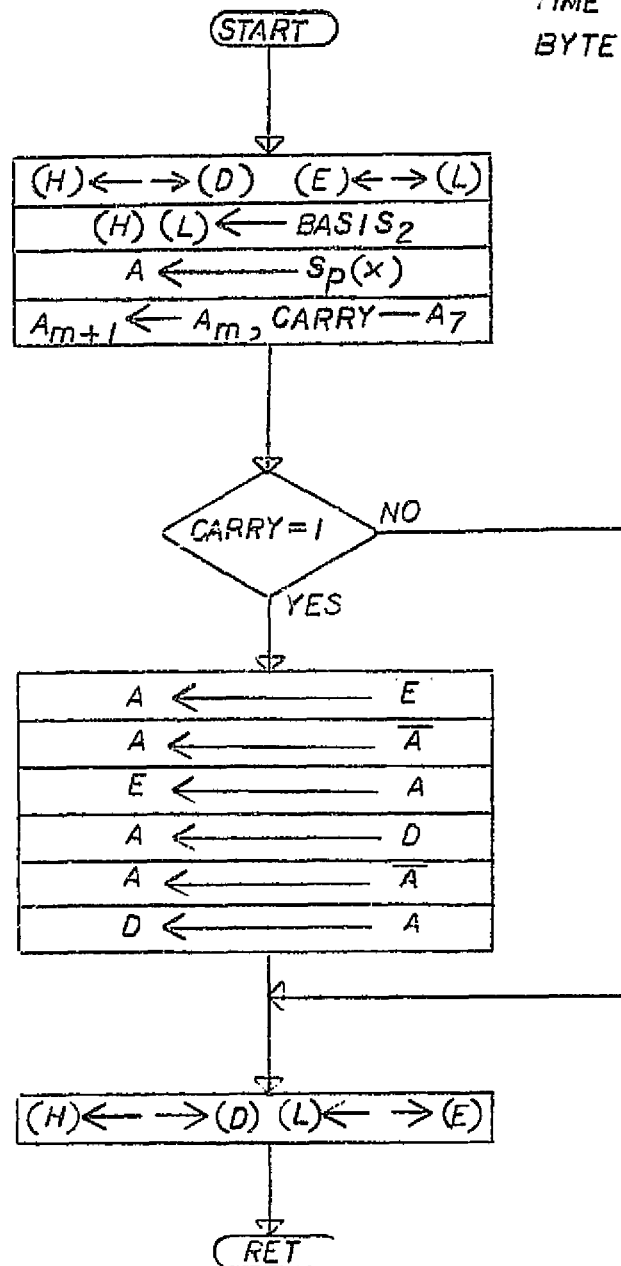 TIME
BYTE
START
(H) ←→ (D) (E) ←→ (L)
(H) (L) ← BASIS₂
A ← Sp(x)
Aₘ₊₁ ← Aₘ, CARRY — A₇
CARRY = 1
NO
YES
A ← E
A ← A̅
E ← A
A ← D
A ← A̅
D ← A
(H) ←→ (D) (L) ←→ (E)
RET